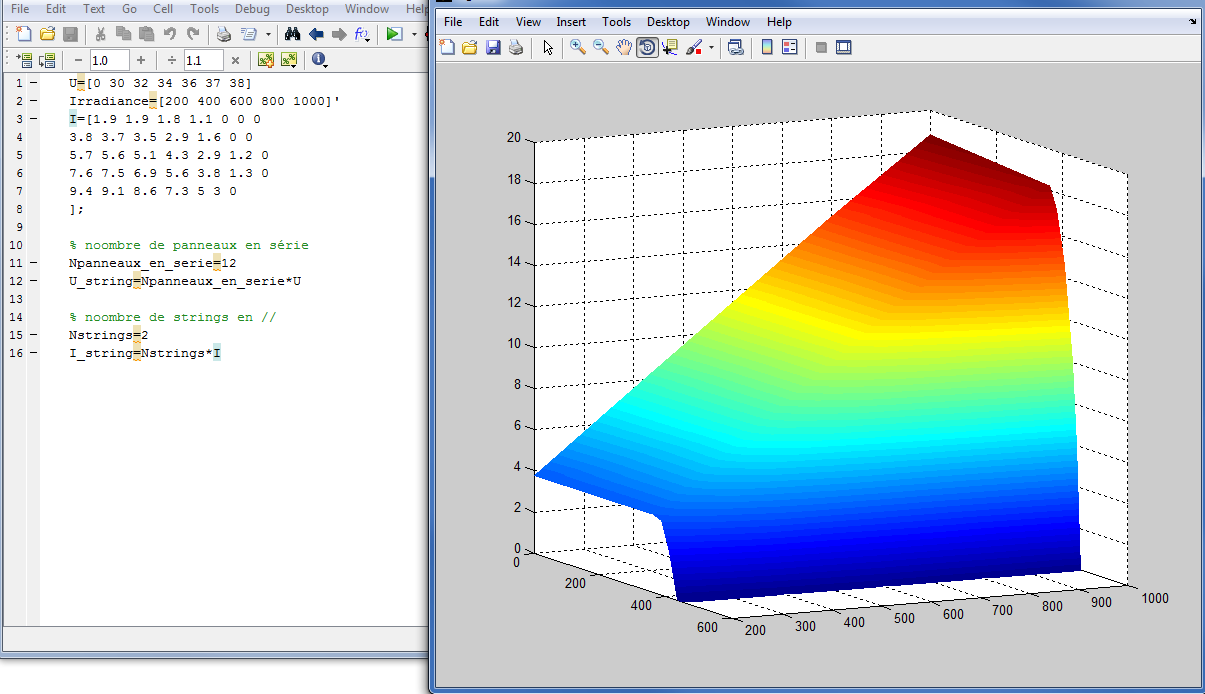 File Edit Text Go Cell Tools Debug Desktop Window Help
1.0
1.1
1 U=[0 30 32 34 36 37 38]
2 Irradiance=[200 400 600 800 1000]'
3 I=[1.9 1.9 1.8 1.1 0 0 0
4 3.8 3.7 3.5 2.9 1.6 0 0
5 5.7 5.6 5.1 4.3 2.9 1.2 0
6 7.6 7.5 6.9 5.6 3.8 1.3 0
7 9.4 9.1 8.6 7.3 5 3 0
8 ];
9
10 % noombre de panneaux en série
11 Npanneaux_en_serie=12
12 U_string=Npanneaux_en_serie*U
13
14 % noombre de strings en //
15 Nstrings=2
16 I_string=Nstrings*I
File Edit View Insert Tools Desktop Window Help
20
18
16
14
12
10
8
6
4
2
0
0
200
400
600
200
300
400
500
600
700
800
900
1000